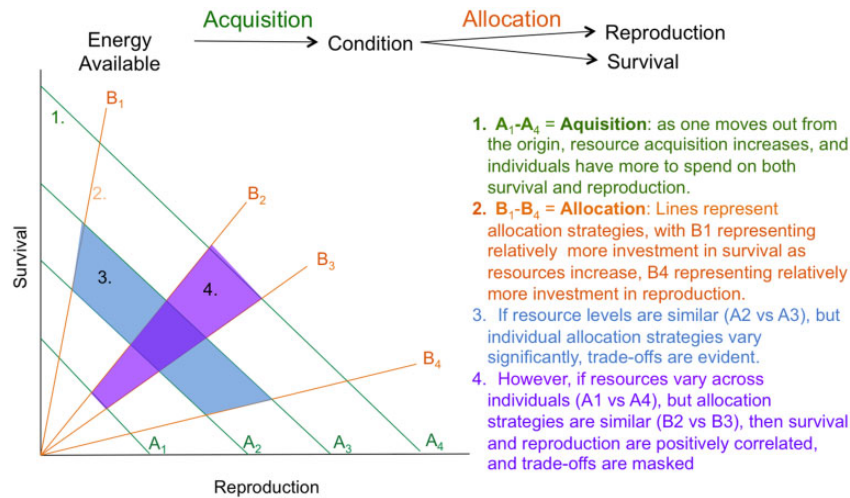 Acquisition
Allocation
Energy
Available
Condition
Reproduction
Survival
B1
1.
2.
B2
B3
3.
4.
B4
Survival
A1
A2
A3
A4
Reproduction
1. A1-A4 = Aquisition: as one moves out from
the origin, resource acquisition increases, and
individuals have more to spend on both
survival and reproduction.
2. B1-B4 = Allocation: Lines represent
allocation strategies, with B1 representing
relatively more investment in survival as
resources increase, B4 representing relatively
more investment in reproduction.
3. If resource levels are similar (A2 vs A3), but
individual allocation strategies vary
significantly, trade-offs are evident.
4. However, if resources vary across
individuals (A1 vs A4), but allocation
strategies are similar (B2 vs B3), then survival
and reproduction are positively correlated,
and trade-offs are masked